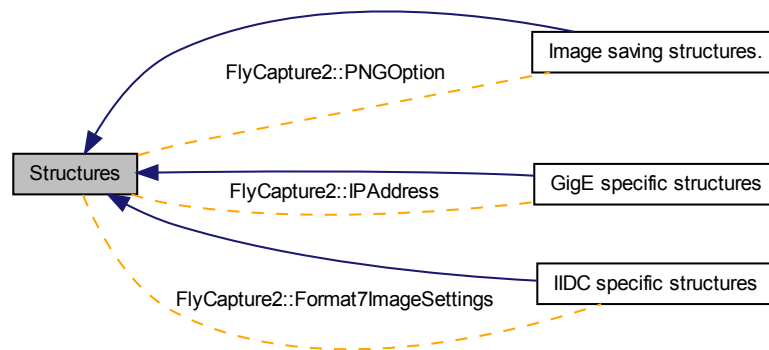 Image saving structures.
FlyCapture2::PNGOption
Structures
GigE specific structures
FlyCapture2::IPAddress
IIDC specific structures
FlyCapture2::Format7ImageSettings